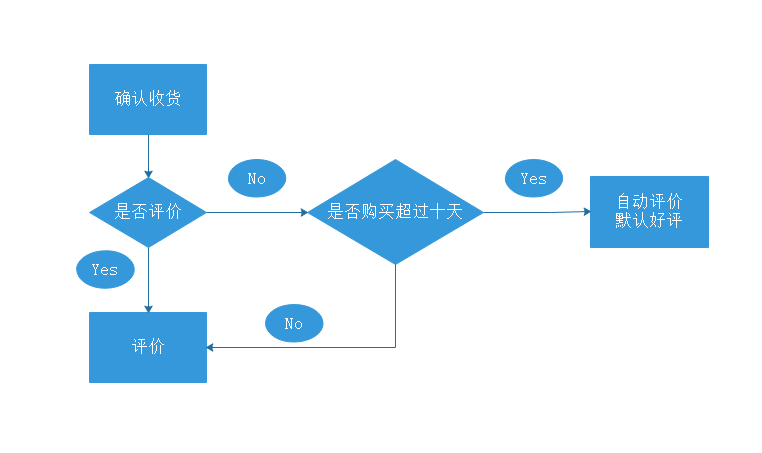 确认收货
No
Yes
是否评价
是否购买超过十天
自动评价
默认好评
Yes
No
评价